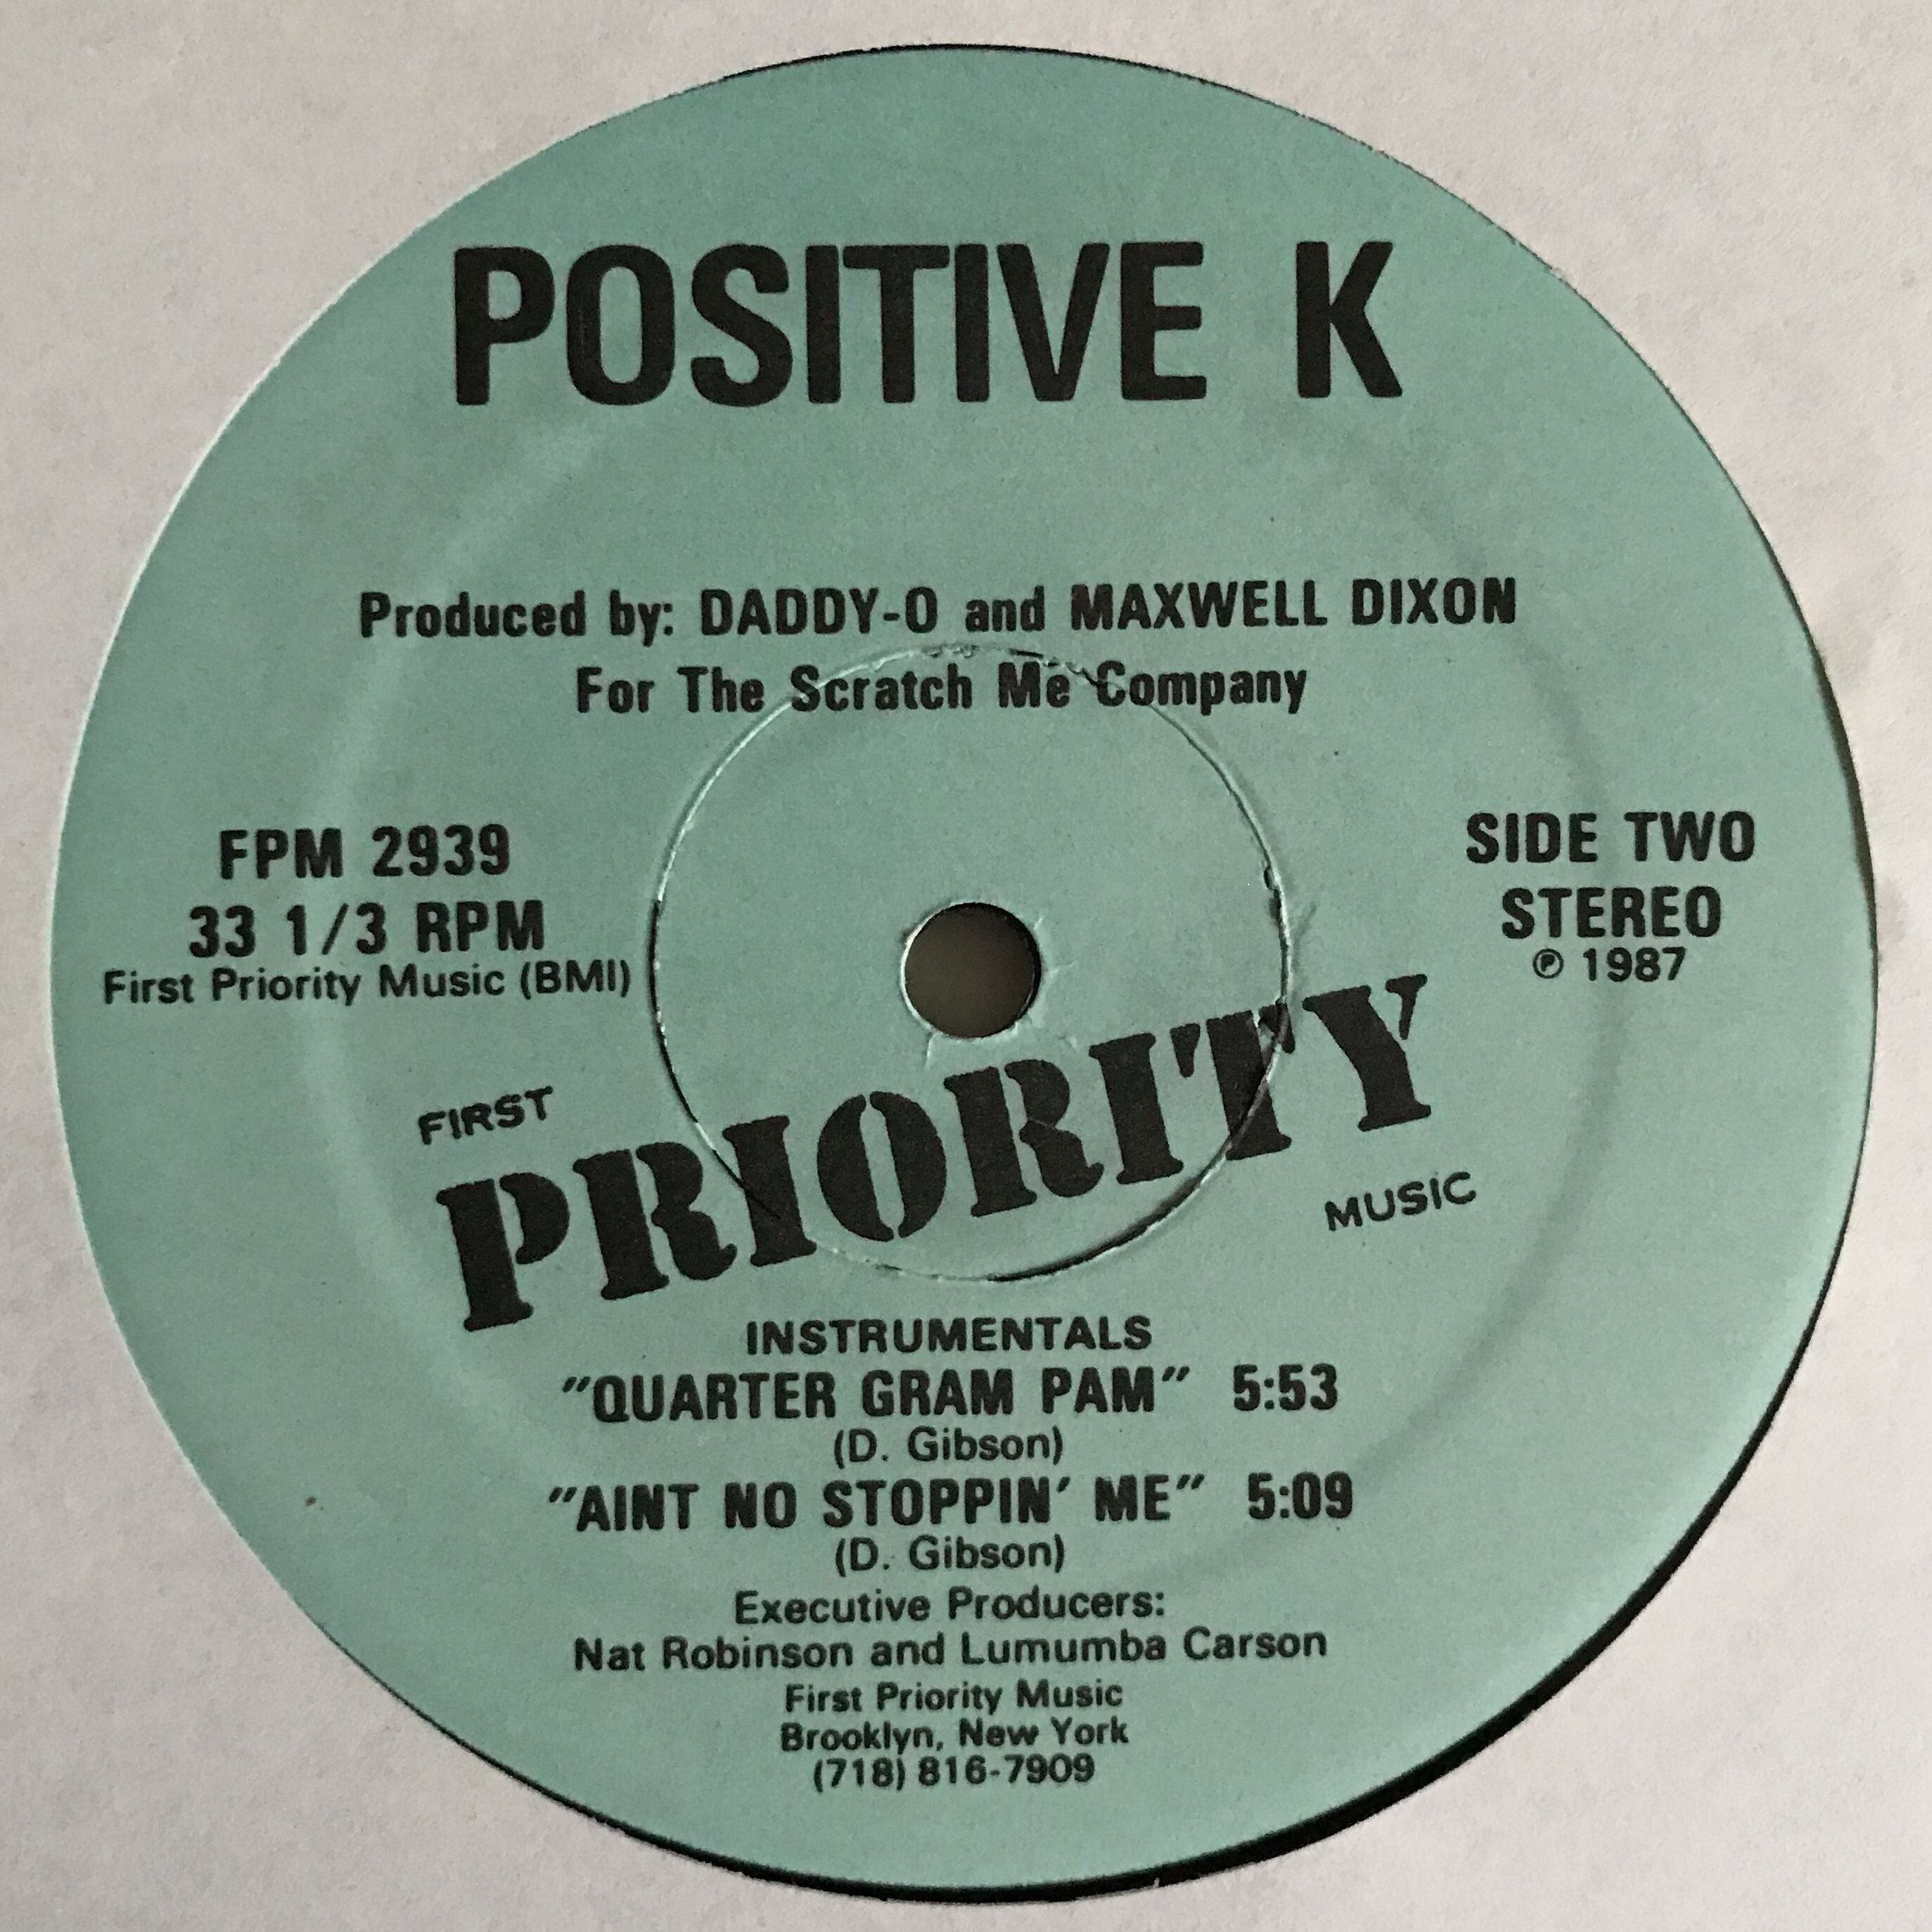 POSITIVE K
Produced by: DADDY-O and MAXWELL DIXON
For The Scratch Me Company
FPM 2939
33 1/3 RPM
First Priority Music (BMI)
SIDE TWO
STEREO
℗ 1987
FIRST
PRIORITY
MUSIC
INSTRUMENTALS
"QUARTER GRAM PAM" 5:53
(D. Gibson)
"AINT NO STOPPIN' ME" 5:09
(D. Gibson)
Executive Producers:
Nat Robinson and Lumumba Carson
First Priority Music
Brooklyn, New York
(718) 816-7909